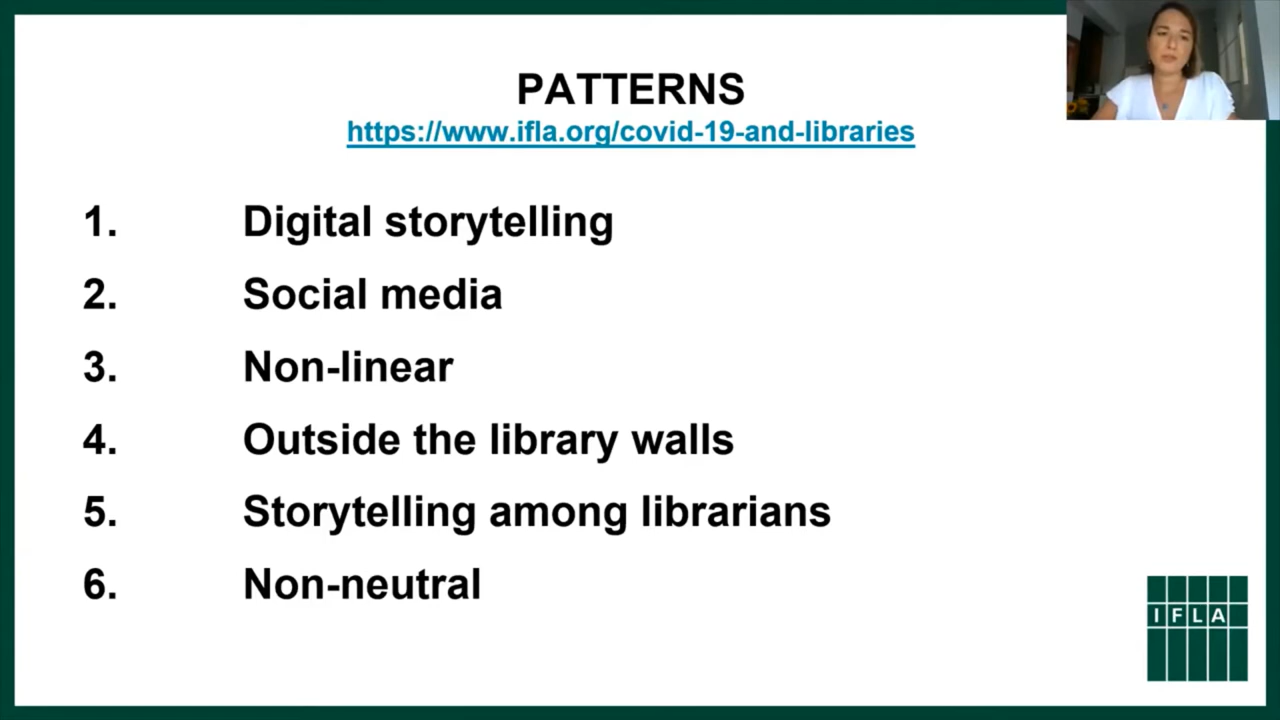 PATTERNS
https://www.ifla.org/covid-19-and-libraries
1. Digital storytelling
2. Social media
3. Non-linear
4. Outside the library walls
5. Storytelling among librarians
6. Non-neutral
IFLA